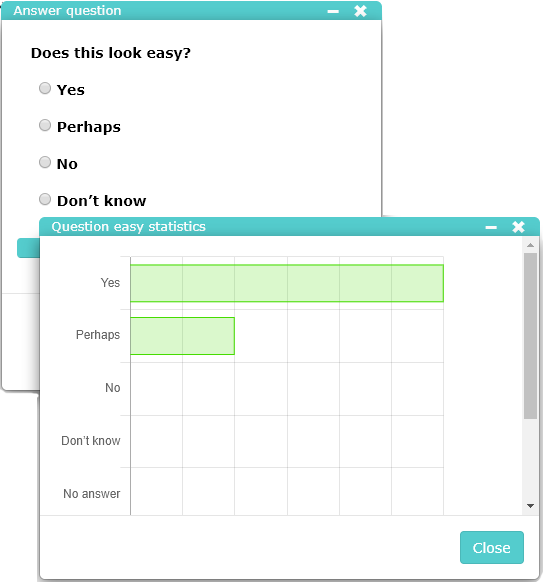 Answer question
Does this look easy?
Yes
Perhaps
No
Don’t know
Question easy statistics
Yes
Perhaps
No
Don’t know
No answer
Close